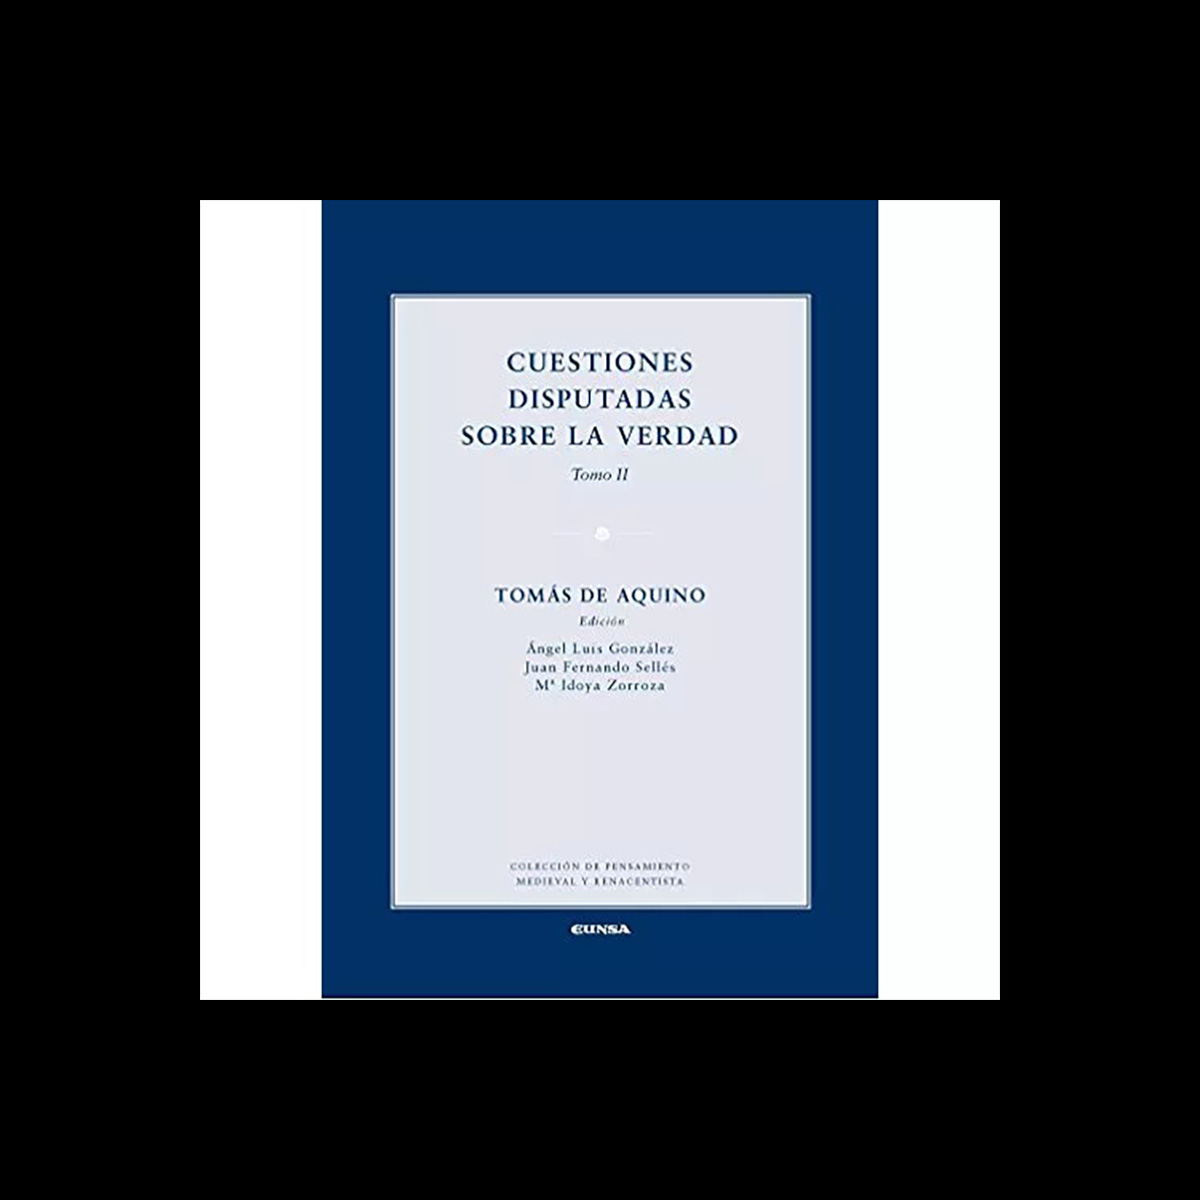 CUESTIONES
DISPUTADAS
SOBRE LA VERDAD
Tomo II
TOMÁS DE AQUINO
Edición
Ángel Luis González
Juan Fernando Sellés
Mª Idoya Zorroza
COLECCIÓN DE PENSAMIENTO
MEDIEVAL Y RENACENTISTA
EUNSA